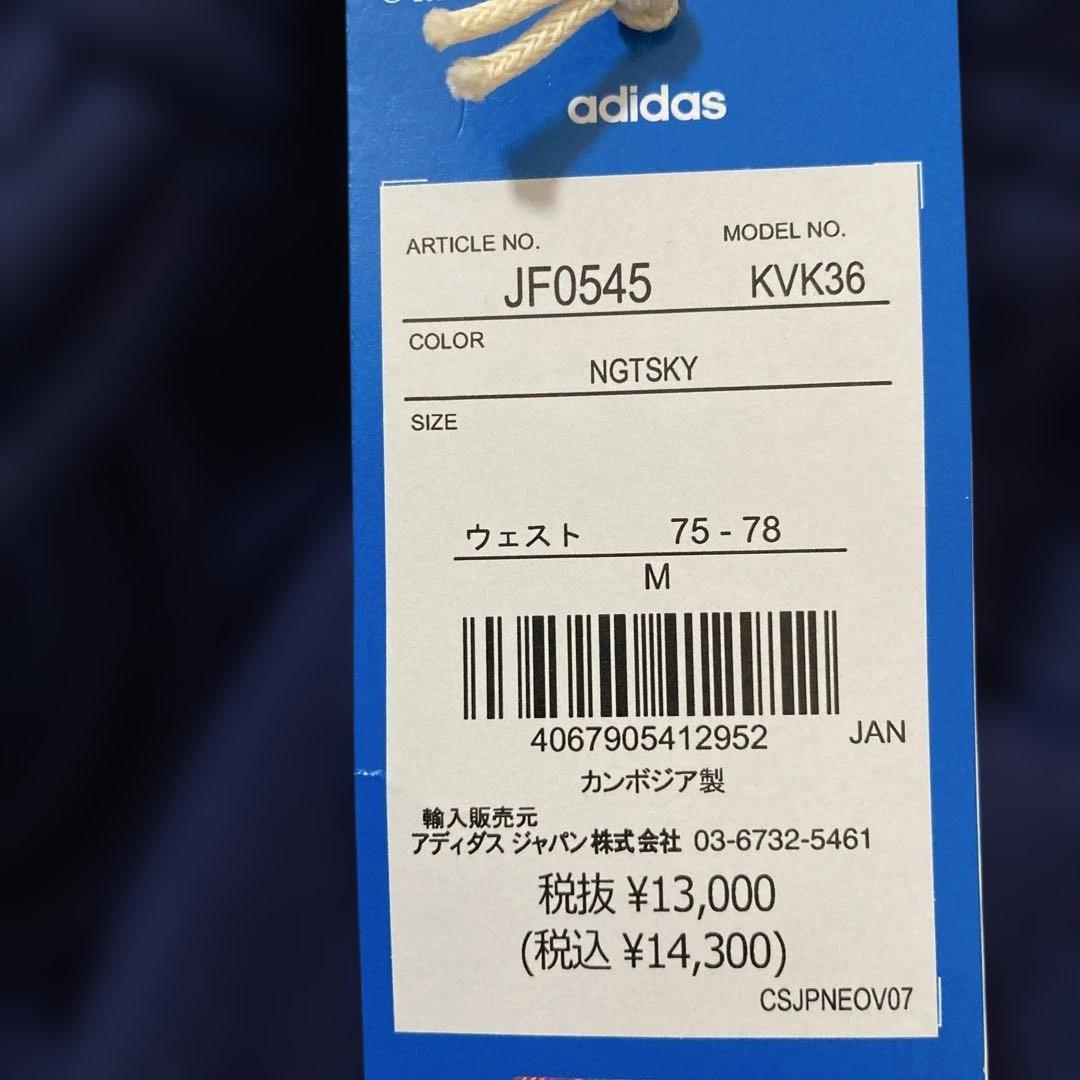 adidas
ARTICLE NO. MODEL NO.
JF0545 KVK36
COLOR
NGTSKY
SIZE
ウェスト 75 - 78
M
4067905412952 JAN
カンボジア製
輸入販売元
アディダス ジャパン株式会社 03-6732-5461
税抜 ¥13,000
(税込 ¥14,300)
CSJPNEOV07